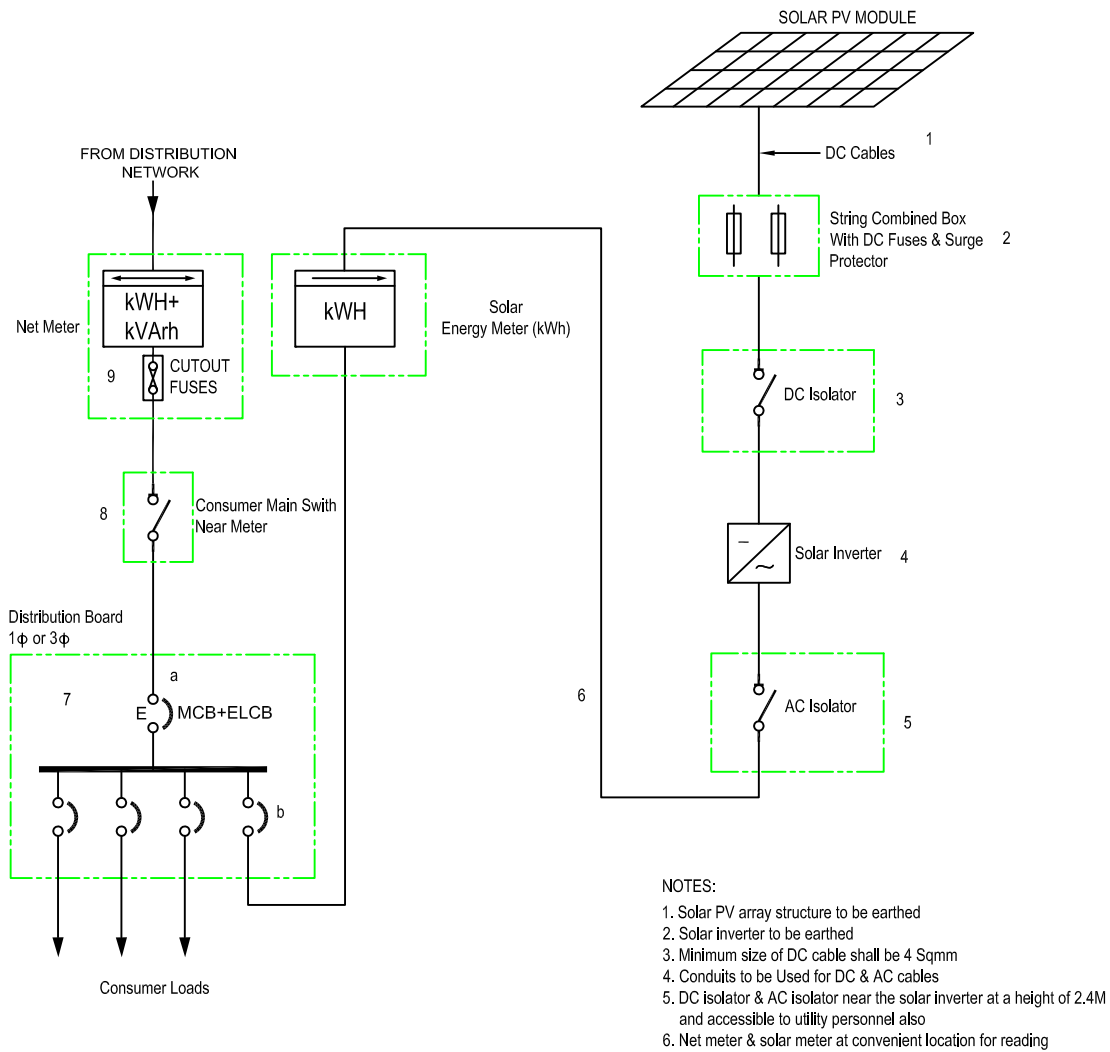 SOLAR PV MODULE
1
DC Cables
FROM DISTRIBUTION
NETWORK
String Combined Box
With DC Fuses & Surge
Protector
2
kWH+
kVArh
Net Meter
9
CUTOUT
FUSES
kWH
Solar
Energy Meter (kWh)
DC Isolator
3
8
Consumer Main Swith
Near Meter
– ~
Solar Inverter
4
Distribution Board
1ϕ or 3ϕ
7
a
E
MCB+ELCB
b
6
AC Isolator
5
Consumer Loads
NOTES:
1. Solar PV array structure to be earthed
2. Solar inverter to be earthed
3. Minimum size of DC cable shall be 4 Sqmm
4. Conduits to be Used for DC & AC cables
5. DC isolator & AC isolator near the solar inverter at a height of 2.4M
and accessible to utility personnel also
6. Net meter & solar meter at convenient location for reading